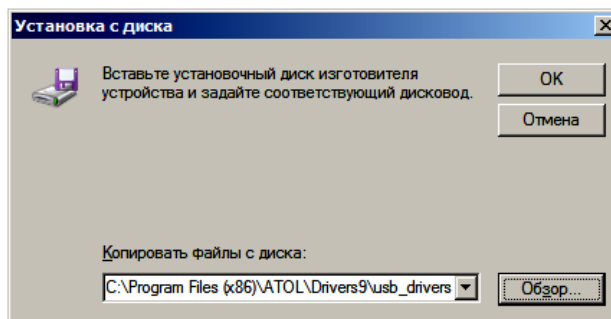 Установка с диска
Вставьте установочный диск изготовителя
устройства и задайте соответствующий дисковод.
OK
Отмена
Копировать файлы с диска:
C:\Program Files (x86)\ATOL\Drivers9\usb_drivers
Обзор...